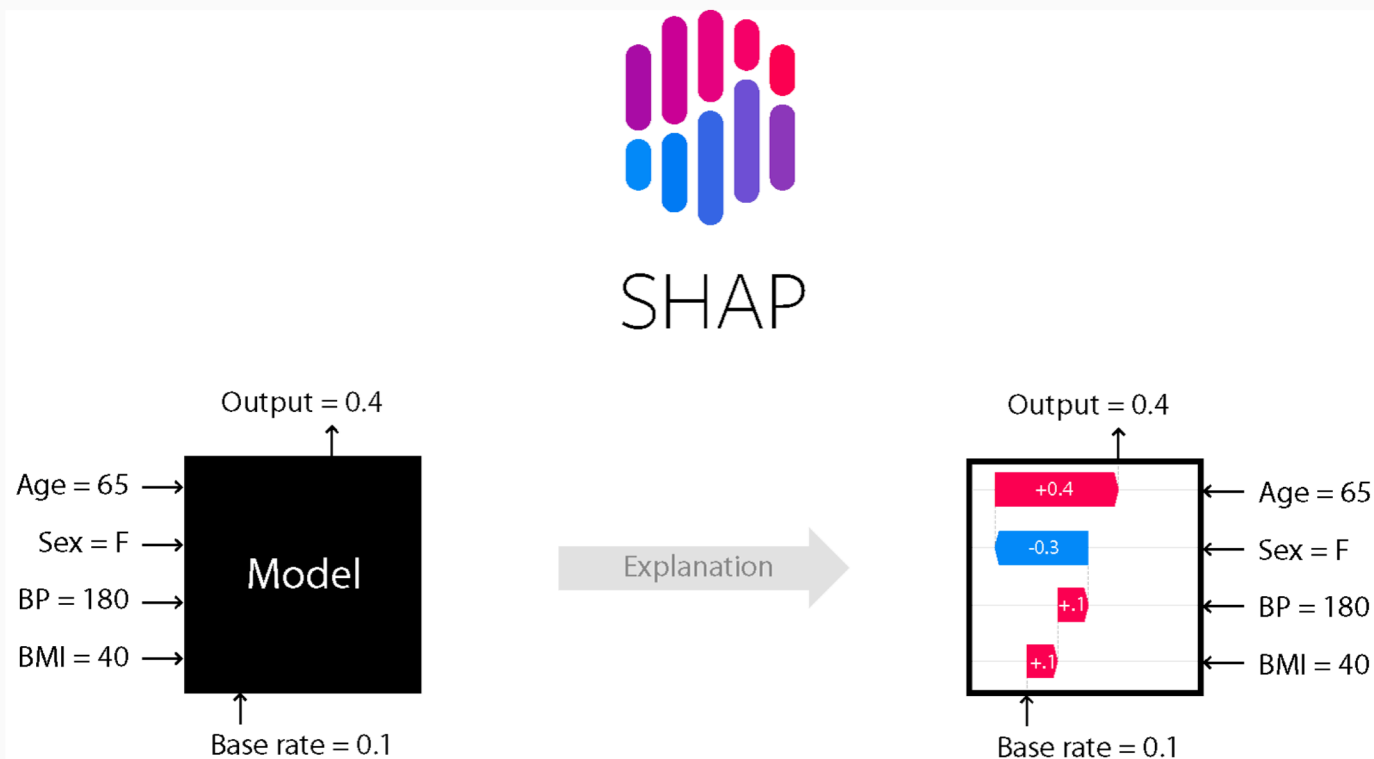 SHAP
Output = 0.4
Age = 65
Sex = F
BP = 180
BMI = 40
Model
Base rate = 0.1
Explanation
Output = 0.4
+0.4
Age = 65
-0.3
Sex = F
+.1
BP = 180
+.1
BMI = 40
Base rate = 0.1